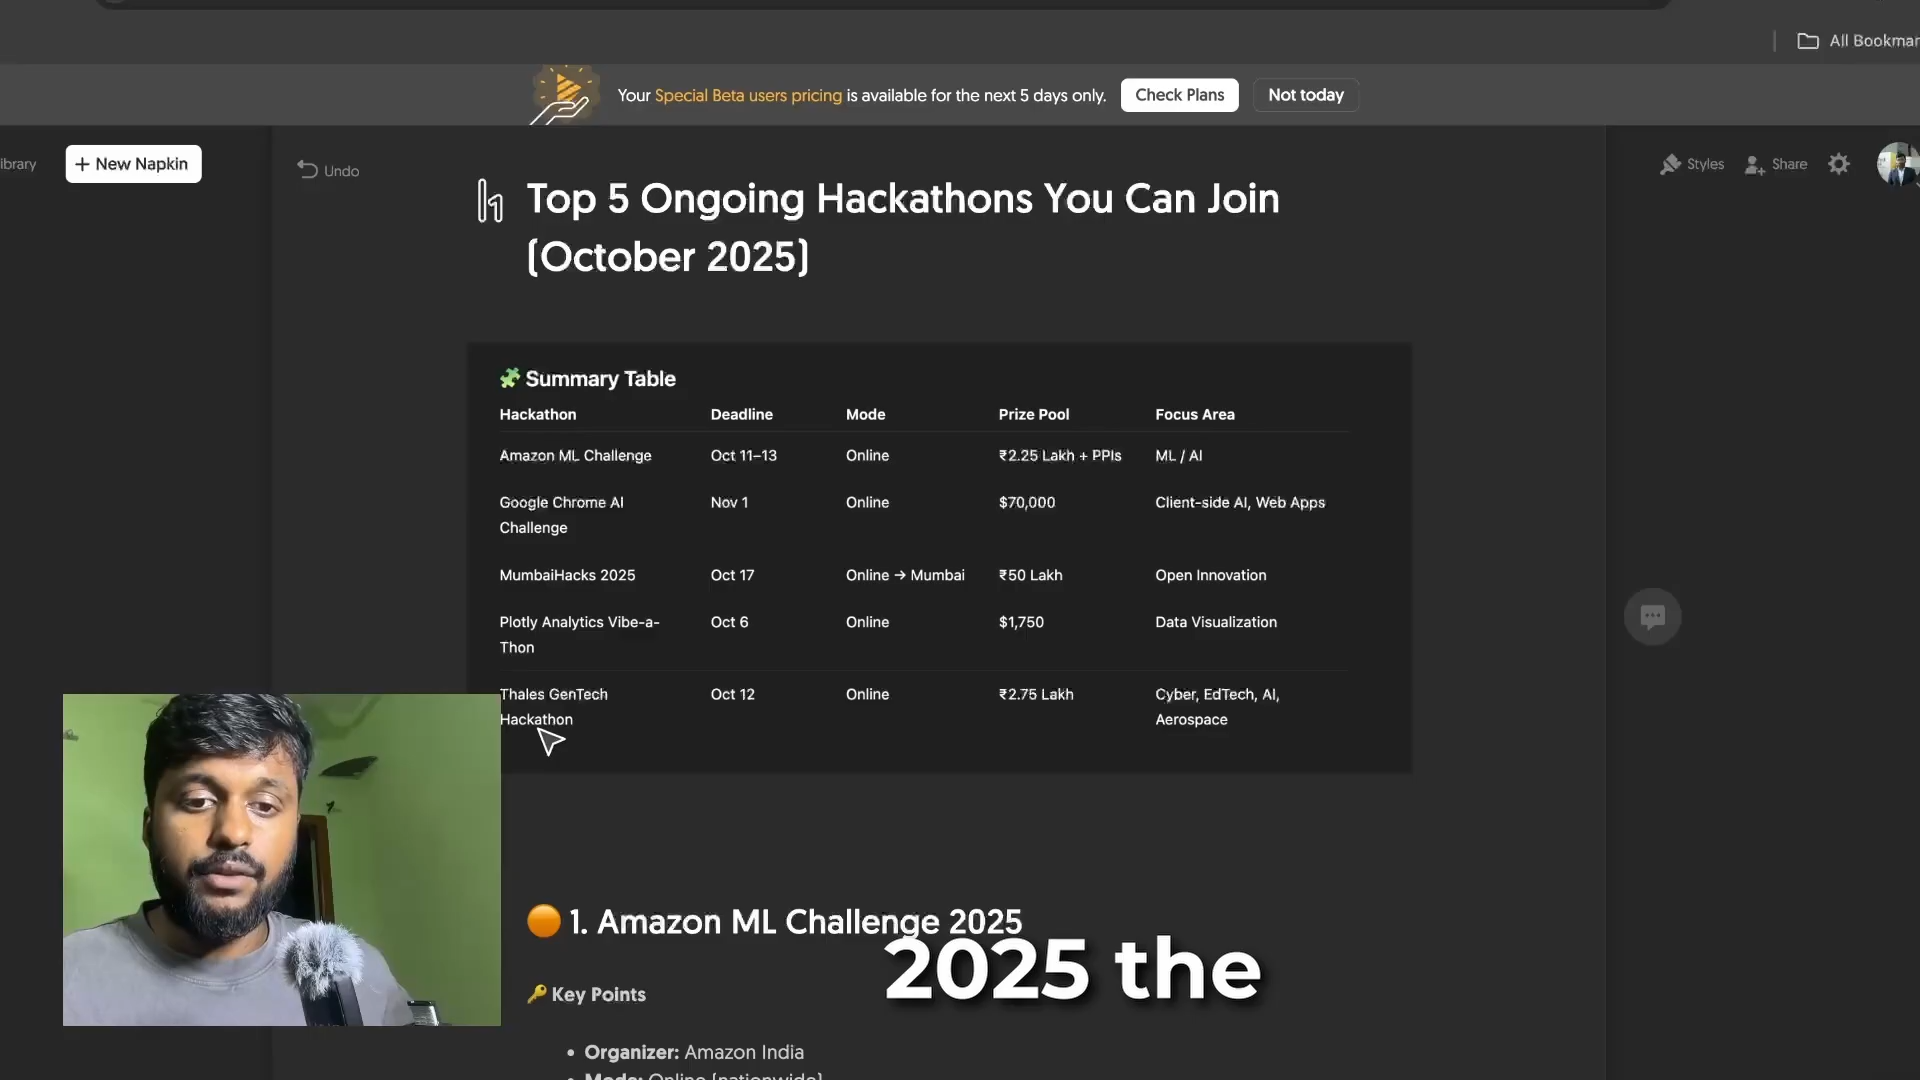 All Bookmar
Your Special Beta users pricing is available for the next 5 days only. Check Plans Not today
ibrary + New Napkin Undo Styles Share
Top 5 Ongoing Hackathons You Can Join
(October 2025)
Summary Table
Hackathon Deadline Mode Prize Pool Focus Area
Amazon ML Challenge Oct 11–13 Online ₹2.25 Lakh + PPIs ML / AI
Google Chrome AI Nov 1 Online $70,000 Client-side AI, Web Apps
Challenge
MumbaiHacks 2025 Oct 17 Online → Mumbai ₹50 Lakh Open Innovation
Plotly Analytics Vibe-a- Oct 6 Online $1,750 Data Visualization
Thon
Thales GenTech Oct 12 Online ₹2.75 Lakh Cyber, EdTech, AI,
Hackathon Aerospace
1. Amazon ML Challenge 2025
2025 the
Key Points
• Organizer: Amazon India
• Mode: Online (nationwide)